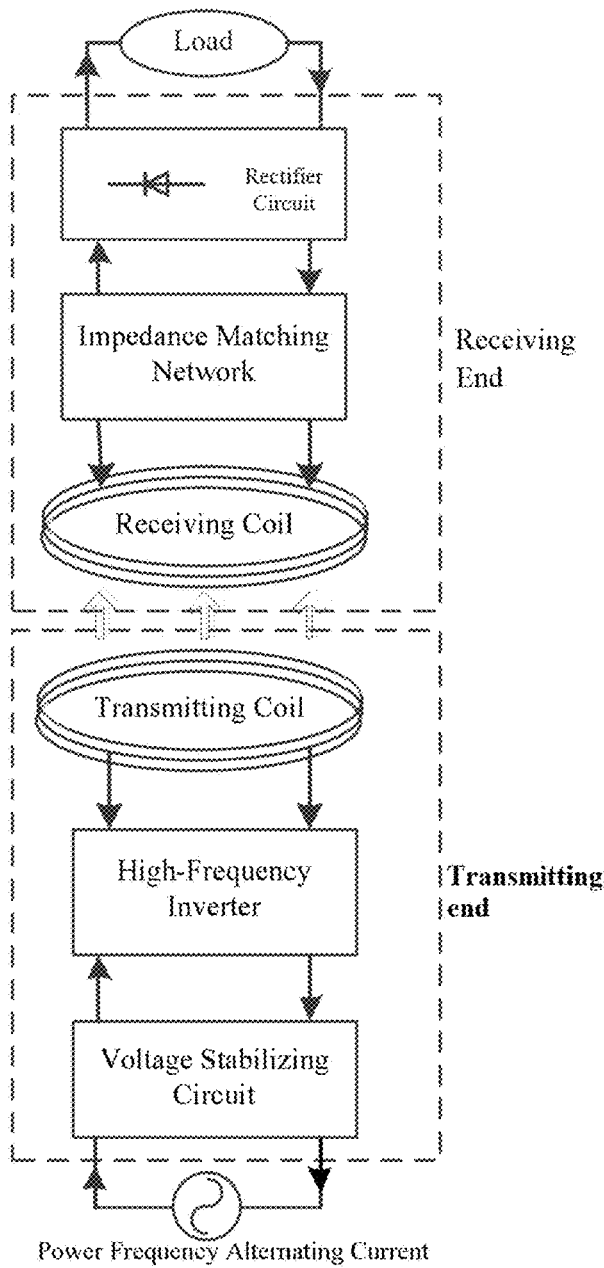 Load
Rectifier
Circuit
Impedance Matching
Network
Receiving
End
Receiving Coil
Transmitting Coil
High-Frequency
Inverter
Transmitting
end
Voltage Stabilizing
Circuit
Power Frequency Alternating Current